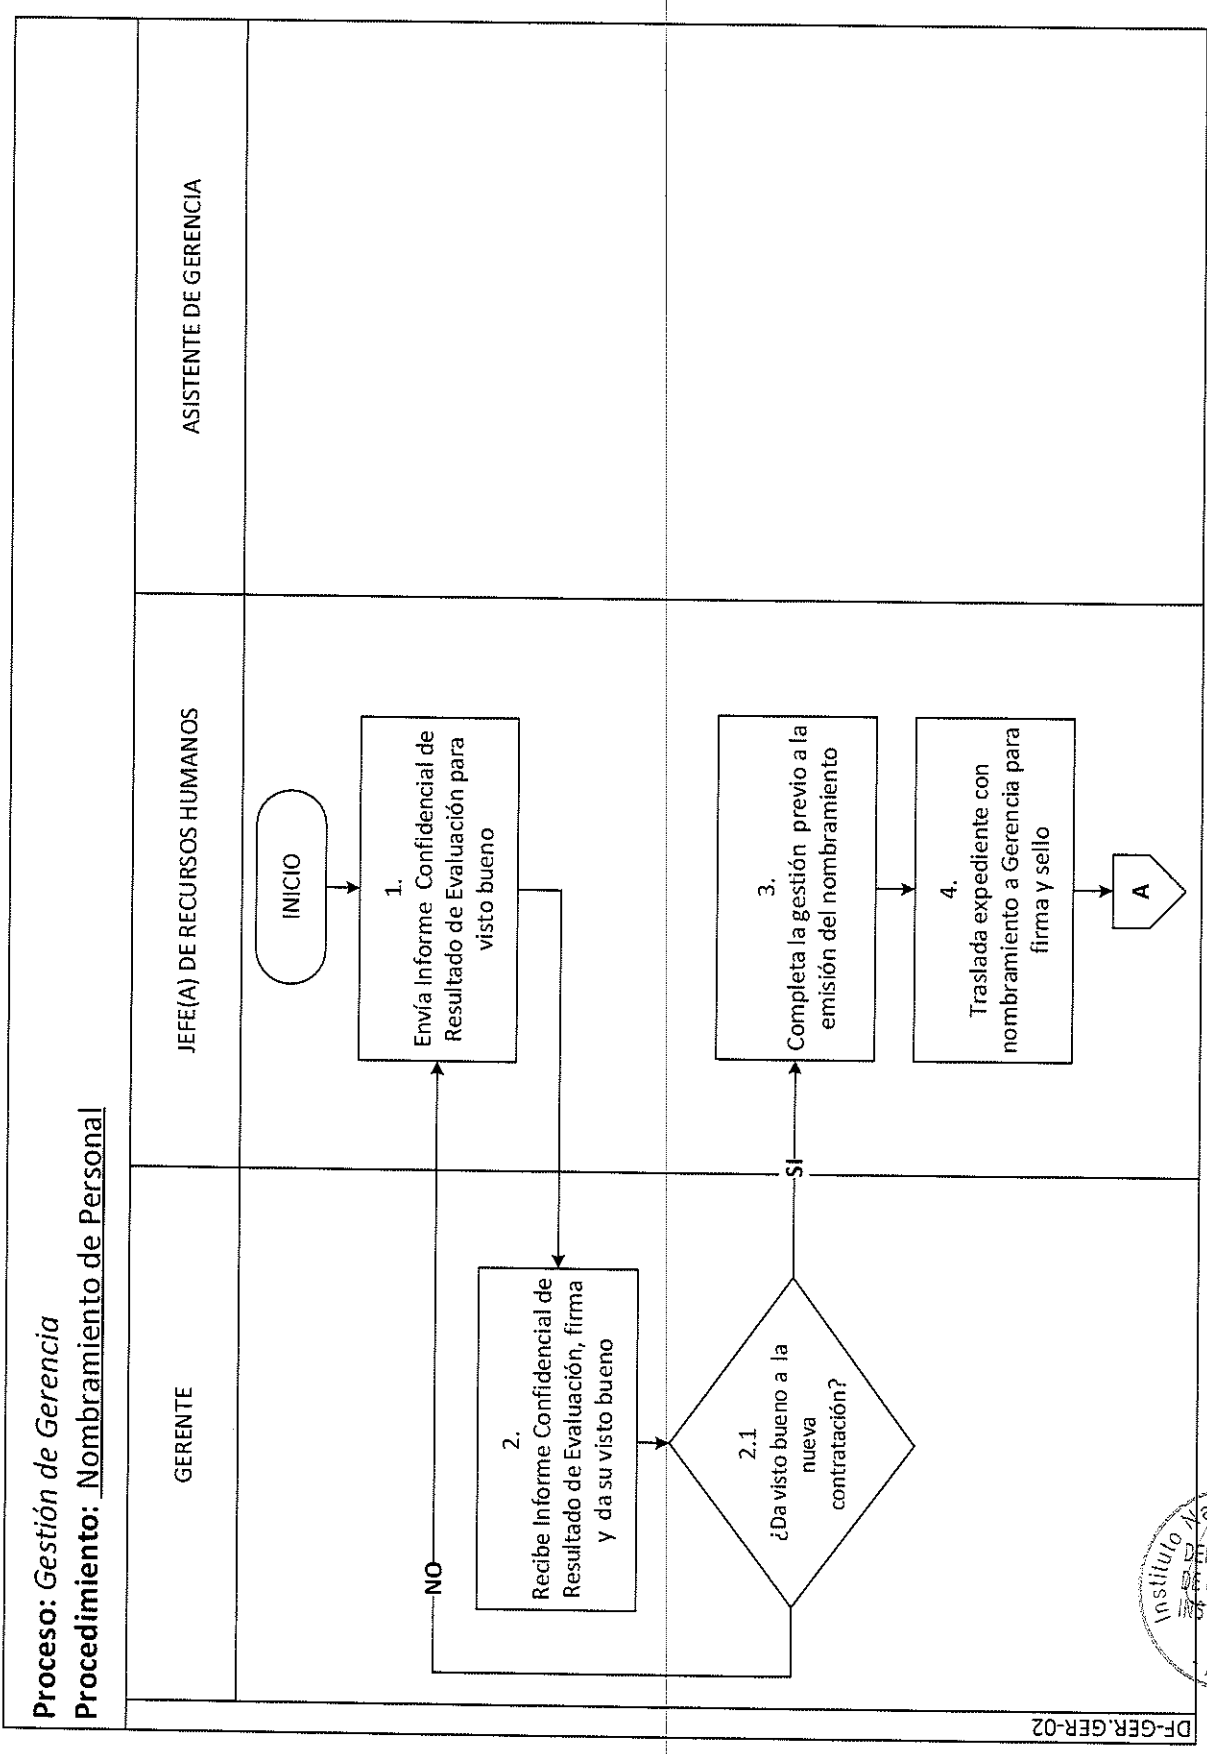 Proceso: Gestión de Gerencia
Procedimiento: Nombramiento de Personal
GERENTE
JEFE(A) DE RECURSOS HUMANOS
ASISTENTE DE GERENCIA
INICIO
1.
Envía Informe Confidencial de
Resultado de Evaluación para
visto bueno
NO
2.
Recibe Informe Confidencial de
Resultado de Evaluación, firma
y da su visto bueno
2.1
¿Da visto bueno a la
nueva
contratación?
SI
3.
Completa la gestión previo a la
emisión del nombramiento
4.
Traslada expediente con
nombramiento a Gerencia para
firma y sello
A
DF-GER.GER-02
Instituto